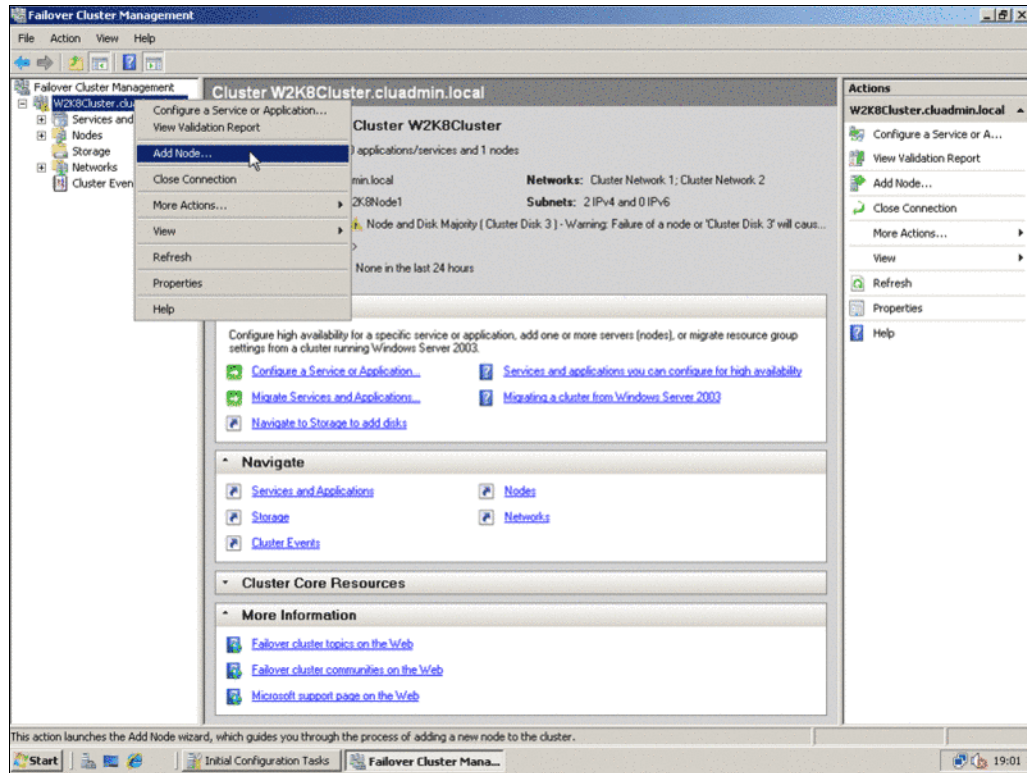 Failover Cluster Management
File Action View Help
Failover Cluster Management
W2K8Cluster.clu
Services and
Nodes
Storage
Networks
Cluster Even
Configure a Service or Application...
View Validation Report
Add Node...
Close Connection
More Actions...
View
Refresh
Properties
Help
Cluster W2K8Cluster.cluadmin.local
Cluster W2K8Cluster
applications/services and 1 nodes
min.local
Networks: Cluster Network 1; Cluster Network 2
2K8Node1
Subnets: 2 IPv4 and 0 IPv6
Node and Disk Majority ( Cluster Disk 3 ) - Warning: Failure of a node or 'Cluster Disk 3' will caus...
None in the last 24 hours
Configure high availability for a specific service or application, add one or more servers (nodes), or migrate resource group
settings from a cluster running Windows Server 2003.
Configure a Service or Application...
Services and applications you can configure for high availability
Migrate Services and Applications...
Migrating a cluster from Windows Server 2003
Navigate to Storage to add disks
Navigate
Services and Applications
Nodes
Storage
Networks
Cluster Events
Cluster Core Resources
More Information
Failover cluster topics on the Web
Failover cluster communities on the Web
Microsoft support page on the Web
Actions
W2K8Cluster.cluadmin.local
Configure a Service or A...
View Validation Report
Add Node...
Close Connection
More Actions...
View
Refresh
Properties
Help
This action launches the Add Node wizard, which guides you through the process of adding a new node to the cluster.
Start
Initial Configuration Tasks
Failover Cluster Mana...
19:01